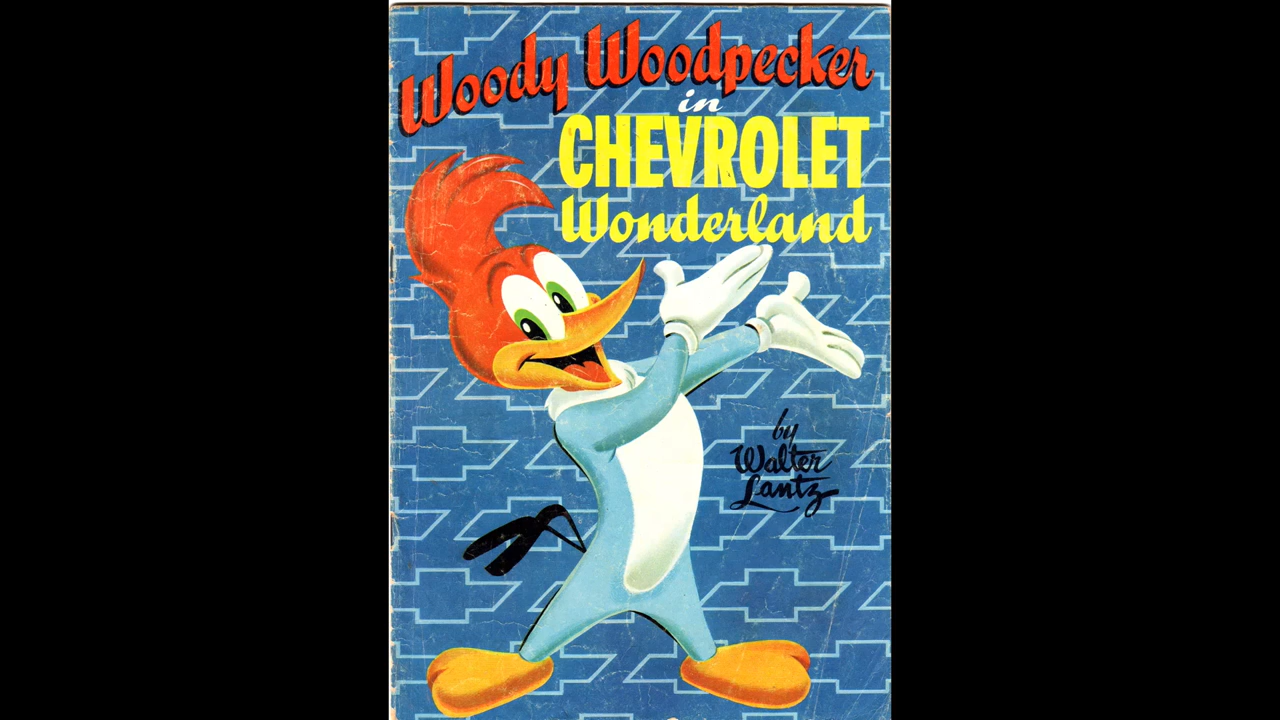 Woody Woodpecker
in
CHEVROLET
Wonderland
by
Walter
Lantz